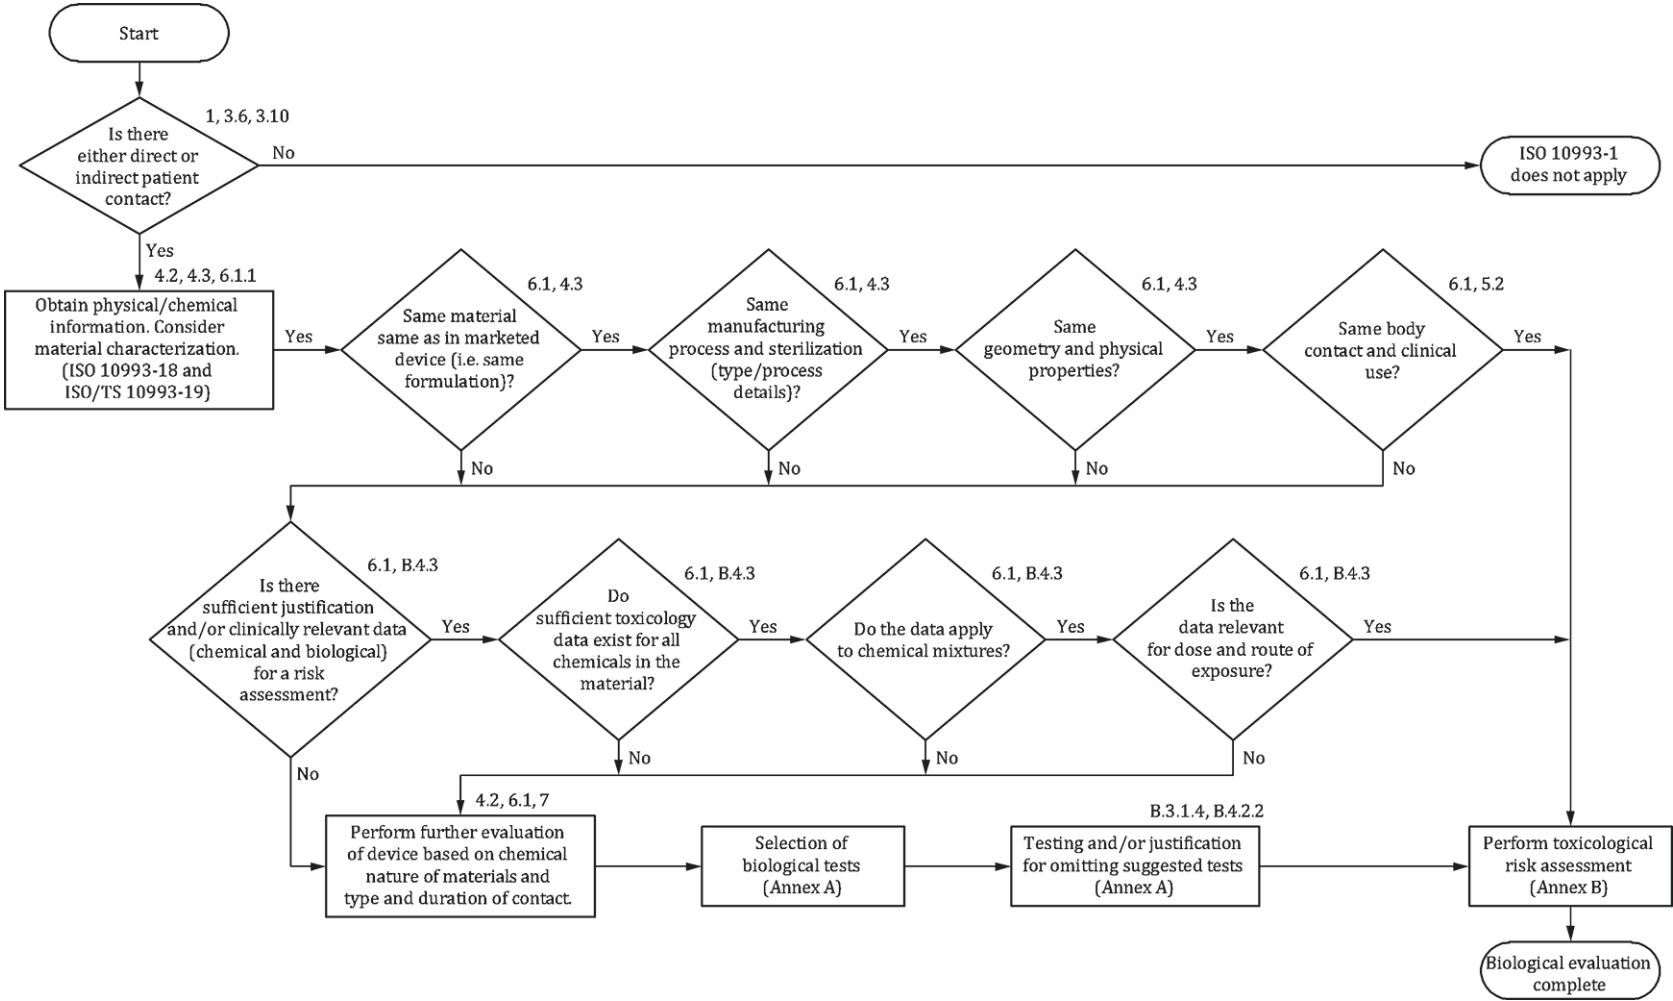 Start
1, 3.6, 3.10
Is there
either direct or
indirect patient
contact?
No
ISO 10993-1
does not apply
Yes
4.2, 4.3, 6.1.1
Obtain physical/chemical
information. Consider
material characterization.
(ISO 10993-18 and
ISO/TS 10993-19)
Yes
6.1, 4.3
Same material
same as in marketed
device (i.e. same
formulation)?
Yes
6.1, 4.3
Same
manufacturing
process and sterilization
(type/process
details)?
Yes
6.1, 4.3
Same
geometry and physical
properties?
Yes
6.1, 5.2
Same body
contact and clinical
use?
Yes
No
No
No
No
6.1, B.4.3
Is there
sufficient justification
and/or clinically relevant data
(chemical and biological)
for a risk
assessment?
Yes
6.1, B.4.3
Do
sufficient toxicology
data exist for all
chemicals in the
material?
Yes
6.1, B.4.3
Do the data apply
to chemical mixtures?
Yes
6.1, B.4.3
Is the
data relevant
for dose and route of
exposure?
Yes
No
No
No
No
4.2, 6.1, 7
Perform further evaluation
of device based on chemical
nature of materials and
type and duration of contact.
Selection of
biological tests
(Annex A)
B.3.1.4, B.4.2.2
Testing and/or justification
for omitting suggested tests
(Annex A)
Perform toxicological
risk assessment
(Annex B)
Biological evaluation
complete